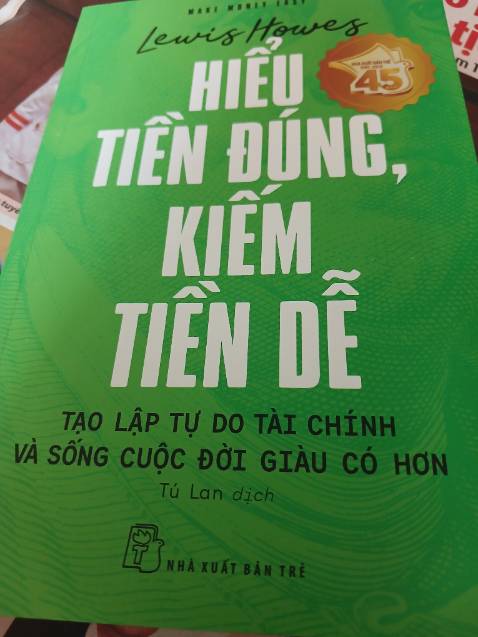 MAKE MONEY EASY
Lewis Howes
HIỂU
TIỀN ĐÚNG,
KIẾM
TIỀN DỄ
45
TẠO LẬP TỰ DO TÀI CHÍNH
VÀ SỐNG CUỘC ĐỜI GIÀU CÓ HƠN
Tú Lan dịch
T
NHÀ XUẤT BẢN TRẺ